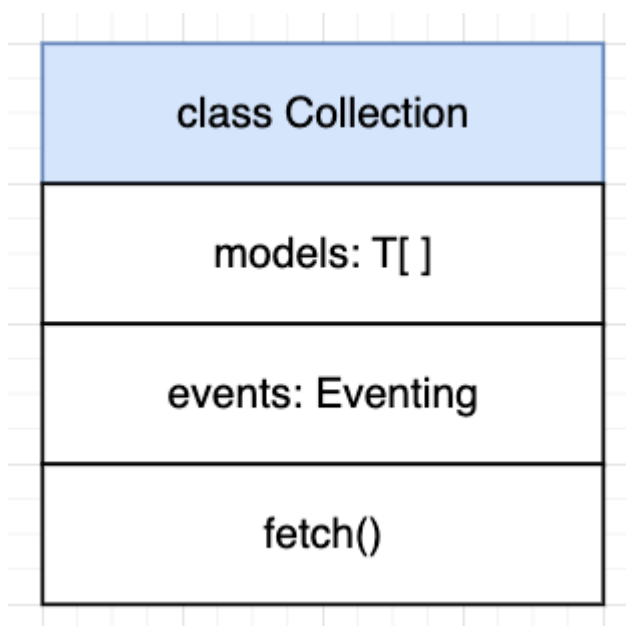 class Collection
models: T[ ]
events: Eventing
fetch()